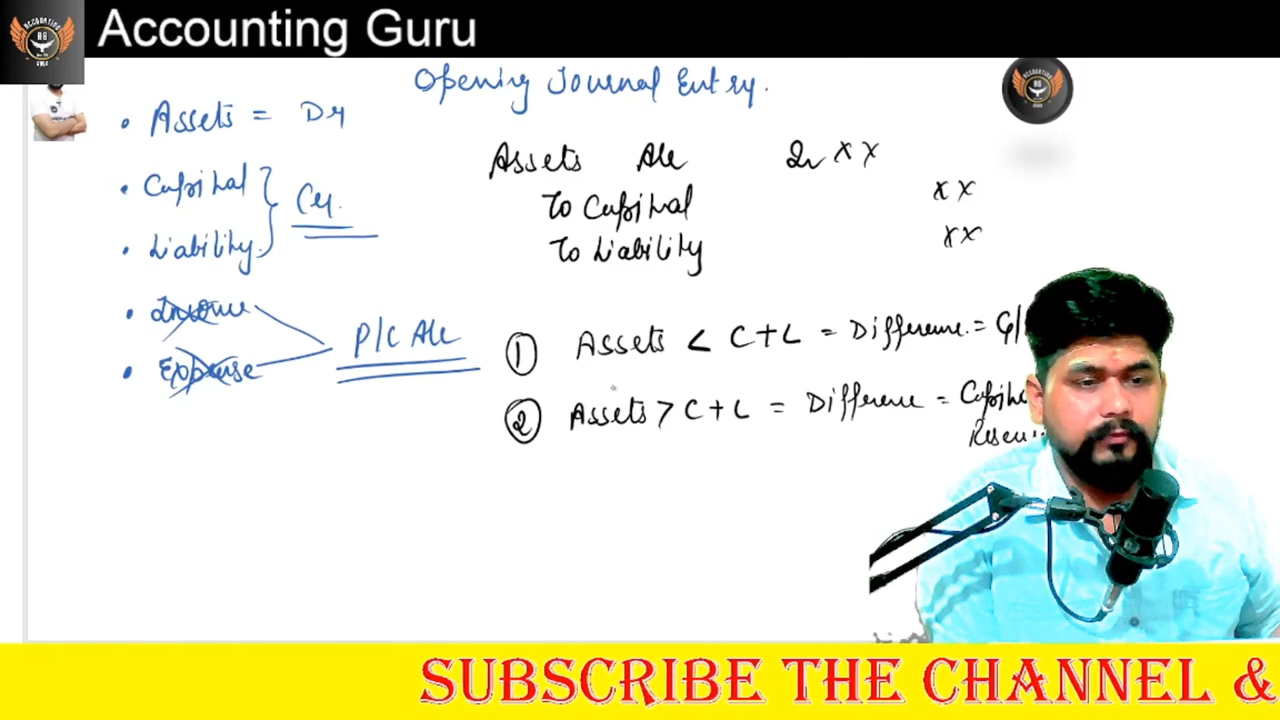 Accounting Guru
Opening Journal Entry.
• Assets = Dr
• Capital
• Liability
Cr.
• Income
• Expense
P/L A/c
Assets A/c Dr XX
To Capital XX
To Liability XX
① Assets < C+L = Difference = G/
② Assets > C+L = Difference =
SUBSCRIBE THE CHANNEL &